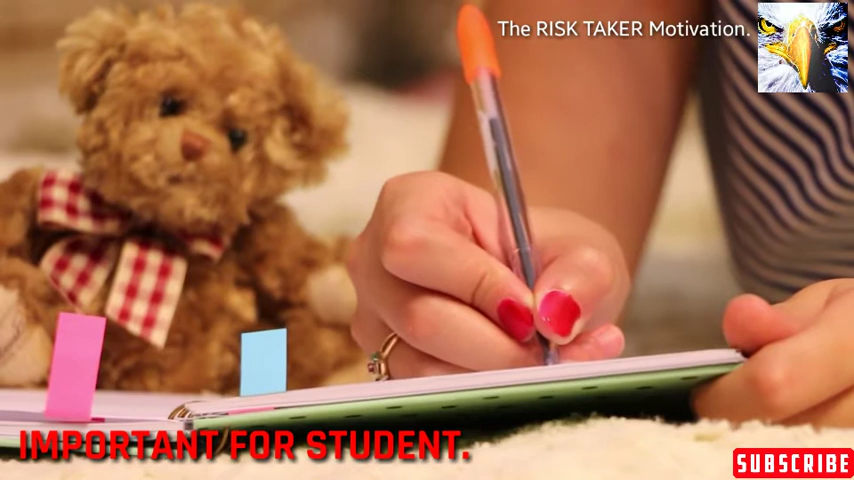 The RISK TAKER Motivation.
IMPORTANT FOR STUDENT.
SUBSCRIBE